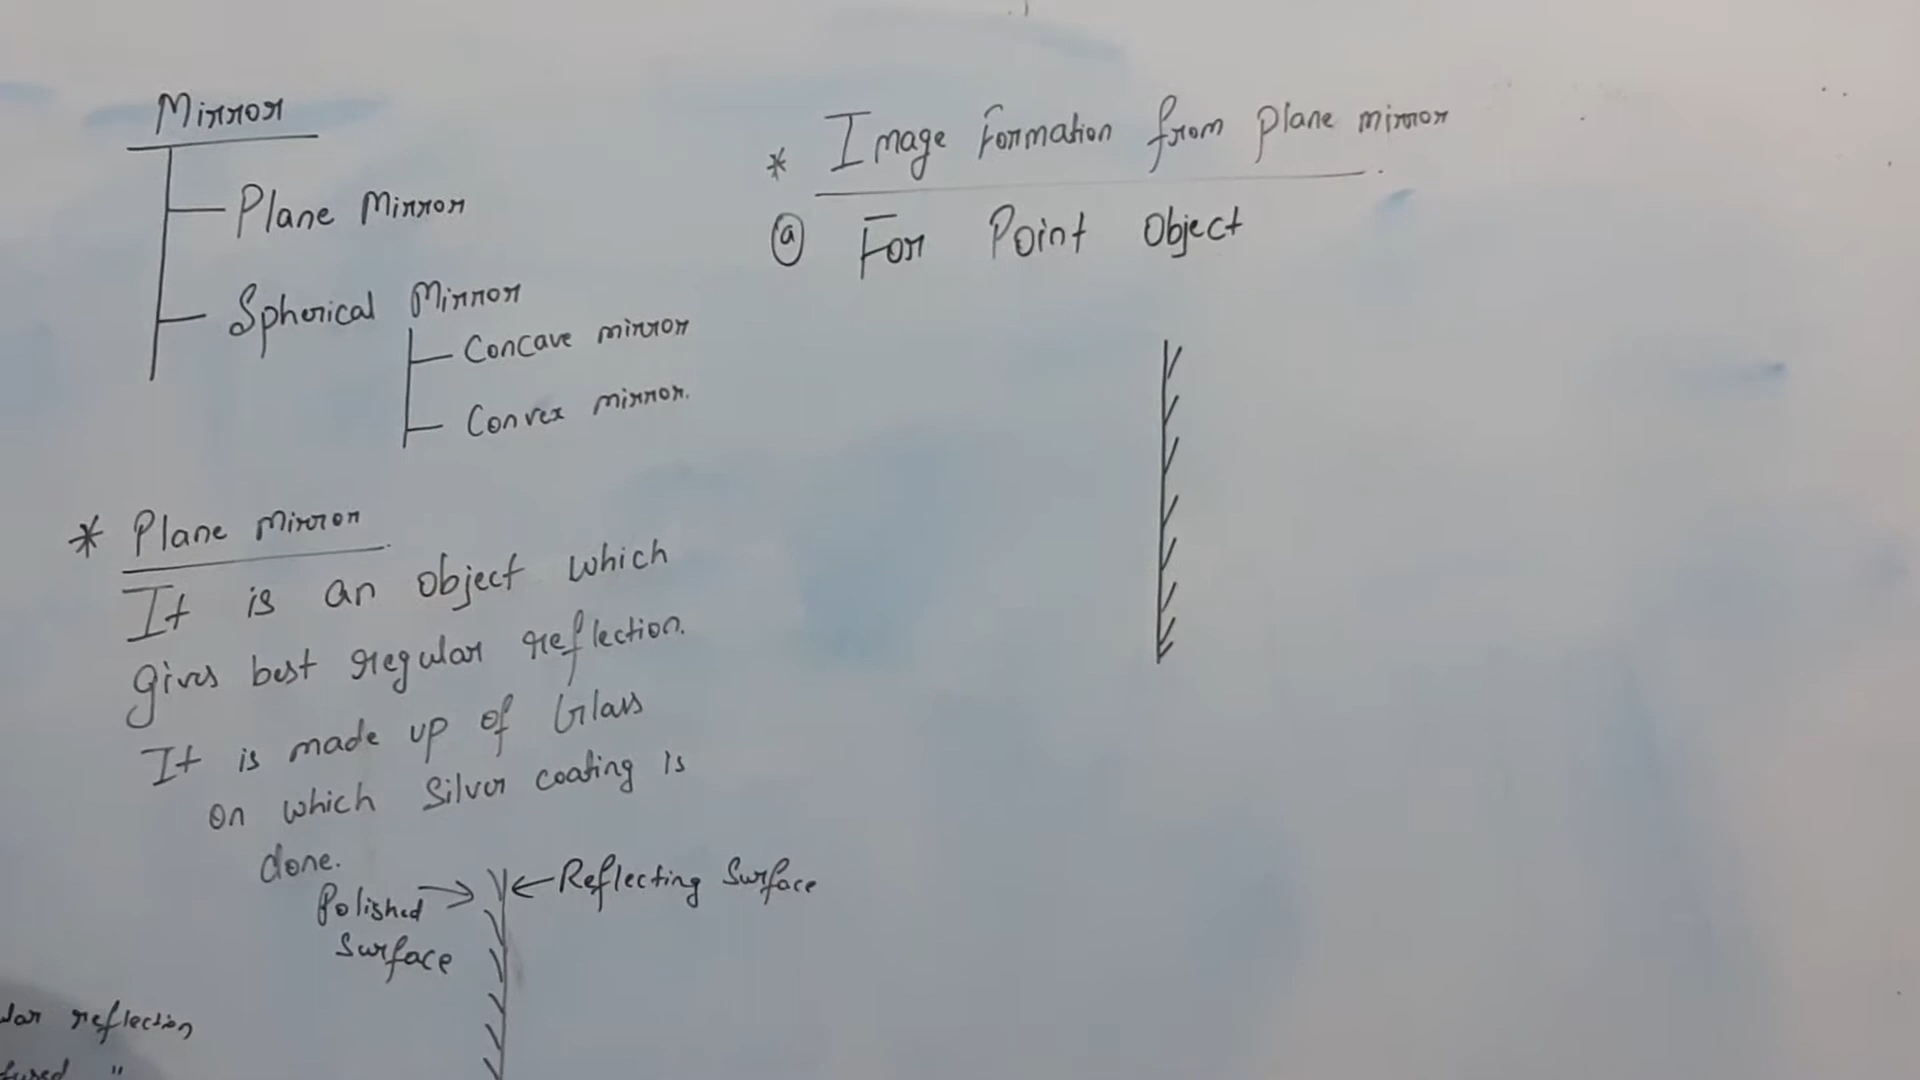 Mirror
Plane Mirror
Spherical Mirror
Concave mirror
Convex mirror.
* Plane mirror
It is an object which
gives best regular reflection.
It is made up of Glass
on which Silver coating is
done.
Polished
Surface
Reflecting Surface
reflection
"
* Image Formation from plane mirror
(a) For Point Object